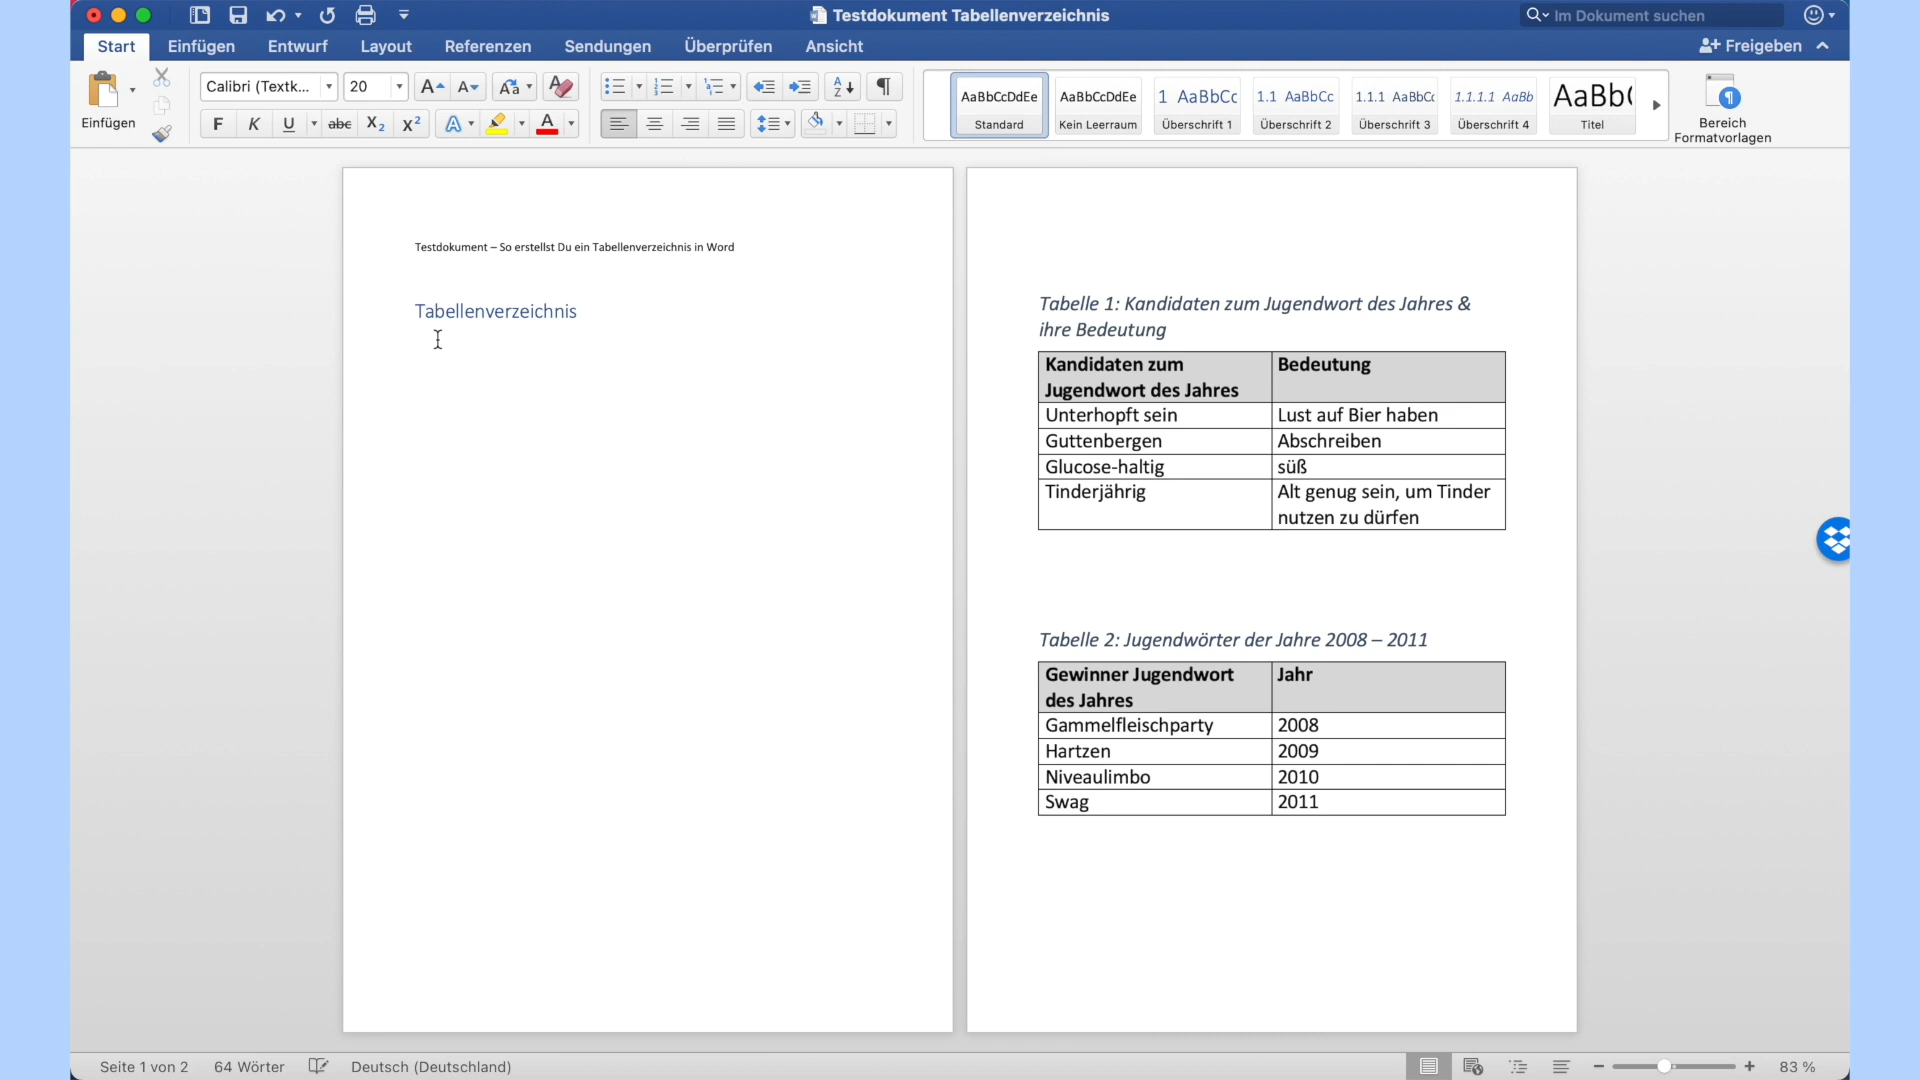 Testdokument Tabellenverzeichnis
Im Dokument suchen
Start Einfügen Entwurf Layout Referenzen Sendungen Überprüfen Ansicht
Freigeben
Einfügen
Calibri (Textk... 20
F K U abc X₂ X²
AaBbCcDdEe AaBbCcDdEe 1 AaBbCc 1.1 AaBbCc 1.1.1 AaBbCc 1.1.1.1 AaBb AaBb(
Standard Kein Leerraum Überschrift 1 Überschrift 2 Überschrift 3 Überschrift 4 Titel
Bereich
Formatvorlagen
Testdokument – So erstellst Du ein Tabellenverzeichnis in Word
Tabellenverzeichnis
Tabelle 1: Kandidaten zum Jugendwort des Jahres &
ihre Bedeutung
Kandidaten zum Bedeutung
Jugendwort des Jahres
Unterhopft sein Lust auf Bier haben
Guttenbergen Abschreiben
Glucose-haltig süß
Tinderjährig Alt genug sein, um Tinder
nutzen zu dürfen
Tabelle 2: Jugendwörter der Jahre 2008 – 2011
Gewinner Jugendwort Jahr
des Jahres
Gammelfleischparty 2008
Hartzen 2009
Niveaulimbo 2010
Swag 2011
Seite 1 von 2 64 Wörter Deutsch (Deutschland) 83 %